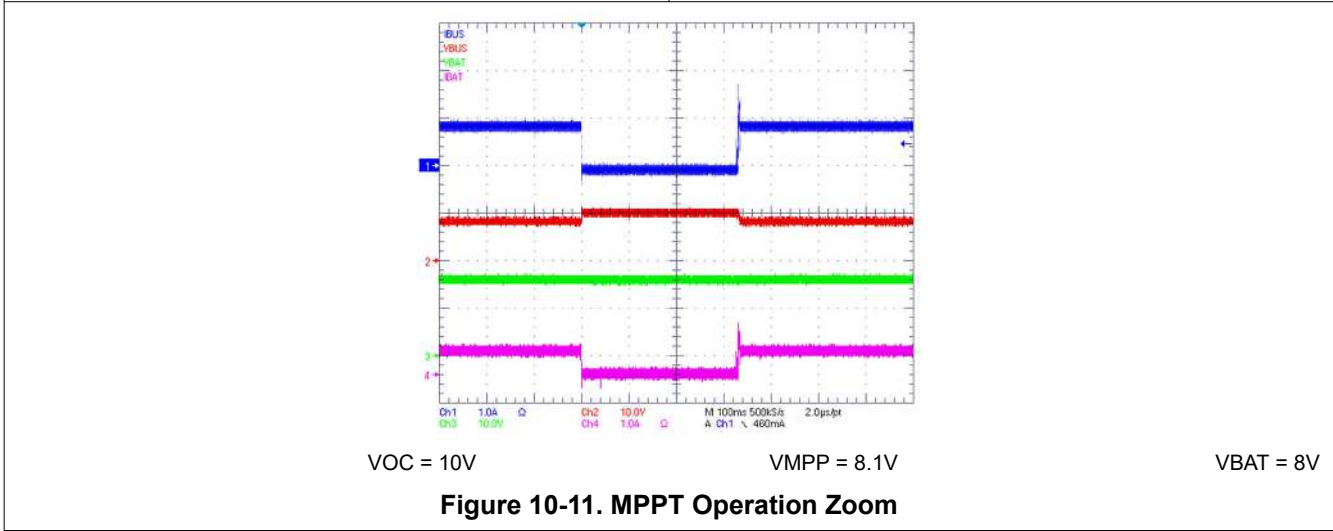 IBUS
VBUS
VBAT
IBAT
1
2
3
4
Ch1 1.0A Ω Ch2 10.0V M 100ms 500kS/s 2.0µs/pt
Ch3 10.0V Ch4 1.0A Ω A Ch1 \ 460mA
VOC = 10V VMPP = 8.1V VBAT = 8V
Figure 10-11. MPPT Operation Zoom